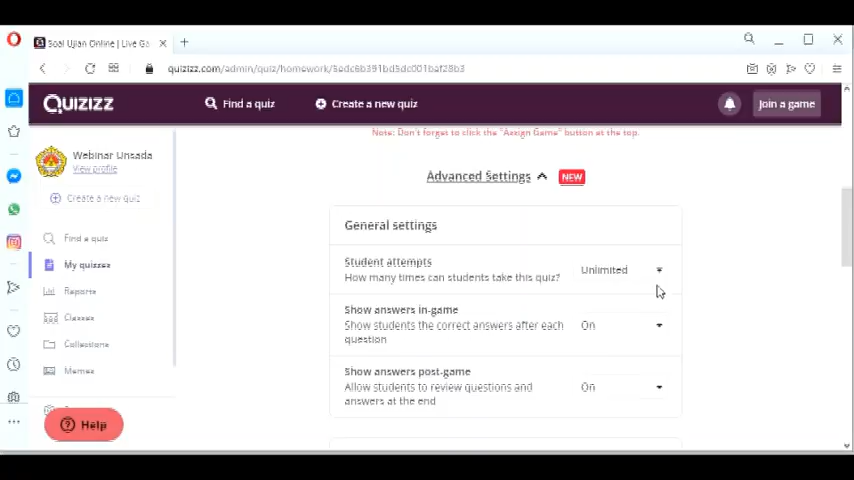 Soal Ujian Online | Live Ga
quizizz.com/admin/quiz/homework/5edc6b391bd5dc001baf28b3
QUIZIZZ
Find a quiz
Create a new quiz
Join a game
Note: Don't forget to click the "Assign Game" button at the top.
Webinar Unsada
View profile
Create a new quiz
Find a quiz
My quizzes
Reports
Classes
Collections
Memes
Help
Advanced Settings
NEW
General settings
Student attempts
How many times can students take this quiz?
Unlimited
Show answers in-game
Show students the correct answers after each
question
On
Show answers post-game
Allow students to review questions and
answers at the end
On